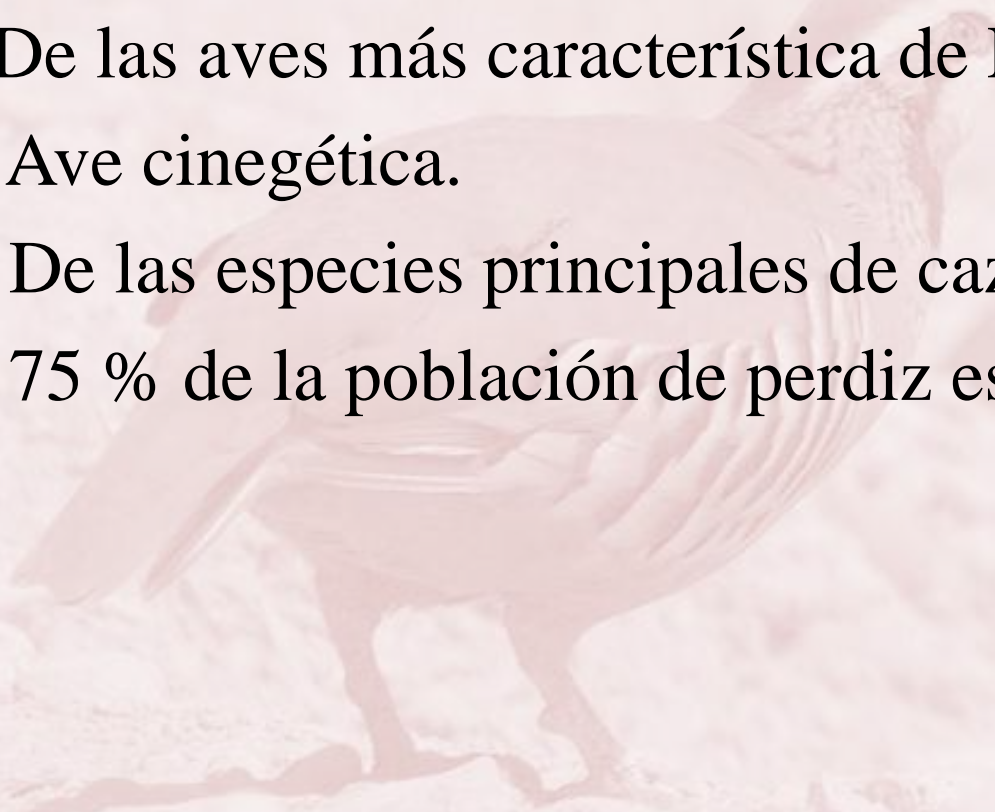 De las aves más característica de
Ave cinegética.
De las especies principales de
75 % de la población de perdiz